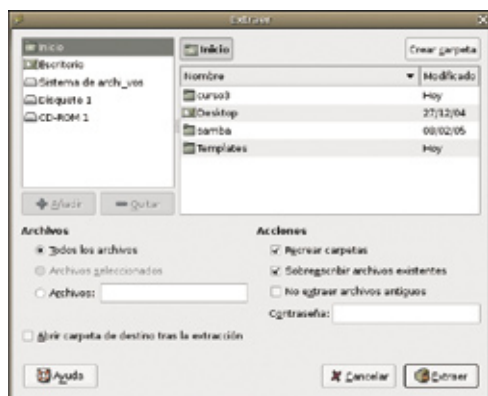 Extraer
Inicio
Escritorio
Sistema de archivos
Disquete 1
CD-ROM 1
Añadir
Quitar
Inicio
Crear carpeta
Nombre
Modificado
curso3
Hoy
Desktop
27/12/04
samba
08/02/05
Templates
Hoy
Archivos
Todos los archivos
Archivos seleccionados
Archivos:
Abrir carpeta de destino tras la extracción
Acciones
Recrear carpetas
Sobreescribir archivos existentes
No extraer archivos antiguos
Contraseña:
Ayuda
Cancelar
Extraer